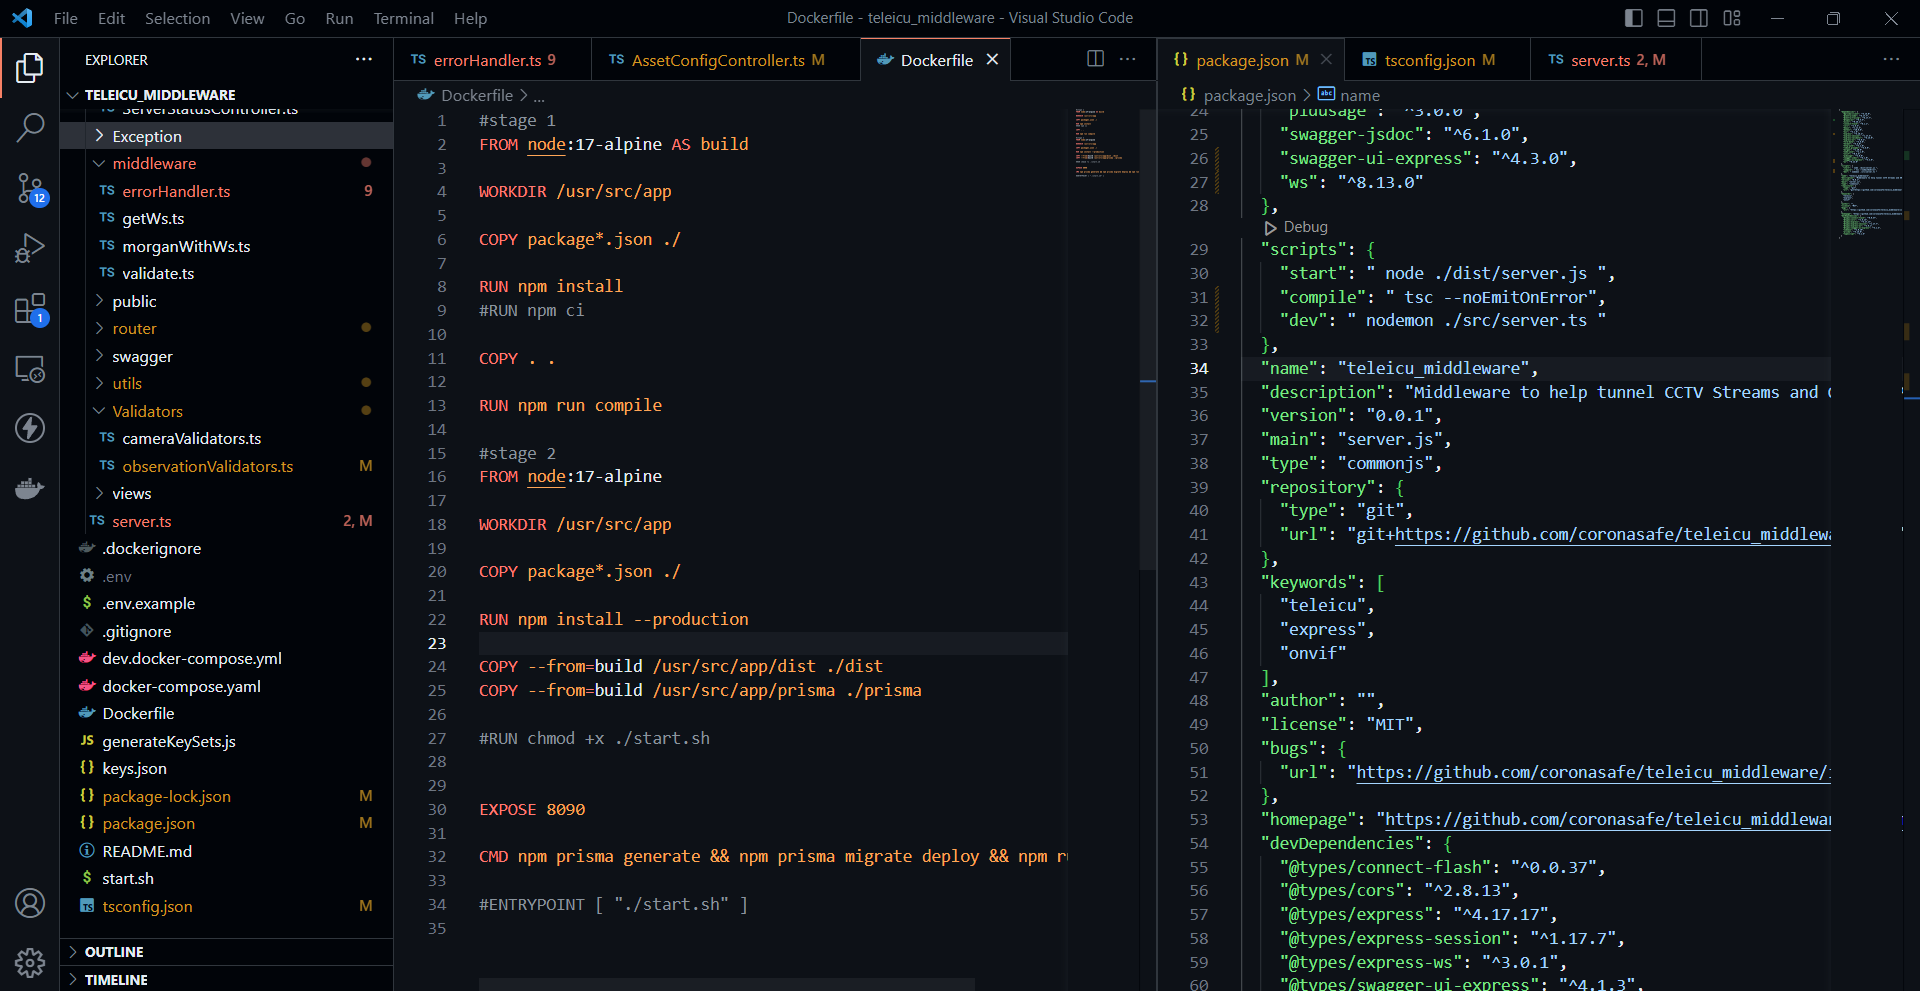 File Edit Selection View Go Run Terminal Help
Dockerfile - teleicu_middleware - Visual Studio Code
EXPLORER
TELEICU_MIDDLEWARE
ServerStatusController.ts
Exception
middleware
TS errorHandler.ts 9
TS getWs.ts
TS morganWithWs.ts
TS validate.ts
public
router
swagger
utils
Validators
TS cameraValidators.ts
TS observationValidators.ts M
views
TS server.ts 2, M
.dockerignore
.env
$ .env.example
.gitignore
dev.docker-compose.yml
docker-compose.yaml
Dockerfile
JS generateKeySets.js
{} keys.json
{} package-lock.json M
{} package.json M
README.md
$ start.sh
TS tsconfig.json M
OUTLINE
TIMELINE
12
1
TS errorHandler.ts 9
TS AssetConfigController.ts M
Dockerfile
Dockerfile > ...
1 #stage 1
2 FROM node:17-alpine AS build
3
4 WORKDIR /usr/src/app
5
6 COPY package*.json ./
7
8 RUN npm install
9 #RUN npm ci
10
11 COPY . .
12
13 RUN npm run compile
14
15 #stage 2
16 FROM node:17-alpine
17
18 WORKDIR /usr/src/app
19
20 COPY package*.json ./
21
22 RUN npm install --production
23
24 COPY --from=build /usr/src/app/dist ./dist
25 COPY --from=build /usr/src/app/prisma ./prisma
26
27 #RUN chmod +x ./start.sh
28
29
30 EXPOSE 8090
31
32 CMD npm prisma generate && npm prisma migrate deploy && npm
33
34 #ENTRYPOINT [ "./start.sh" ]
35
{} package.json M
TS tsconfig.json M
TS server.ts 2, M
{} package.json > abc name
24 "plausage": "^3.0.0",
25 "swagger-jsdoc": "^6.1.0",
26 "swagger-ui-express": "^4.3.0",
27 "ws": "^8.13.0"
28 },
Debug
29 "scripts": {
30 "start": " node ./dist/server.js ",
31 "compile": " tsc --noEmitOnError",
32 "dev": " nodemon ./src/server.ts "
33 },
34 "name": "teleicu_middleware",
35 "description": "Middleware to help tunnel CCTV Streams and
36 "version": "0.0.1",
37 "main": "server.js",
38 "type": "commonjs",
39 "repository": {
40 "type": "git",
41 "url": "git+https://github.com/coronasafe/teleicu_middlewa
42 },
43 "keywords": [
44 "teleicu",
45 "express",
46 "onvif"
47 ],
48 "author": "",
49 "license": "MIT",
50 "bugs": {
51 "url": "https://github.com/coronasafe/teleicu_middleware/
52 },
53 "homepage": "https://github.com/coronasafe/teleicu_middlewar
54 "devDependencies": {
55 "@types/connect-flash": "^0.0.37",
56 "@types/cors": "^2.8.13",
57 "@types/express": "^4.17.17",
58 "@types/express-session": "^1.17.7",
59 "@types/express-ws": "^3.0.1",
60 "@types/swagger-ui-express": "^4.1.3",